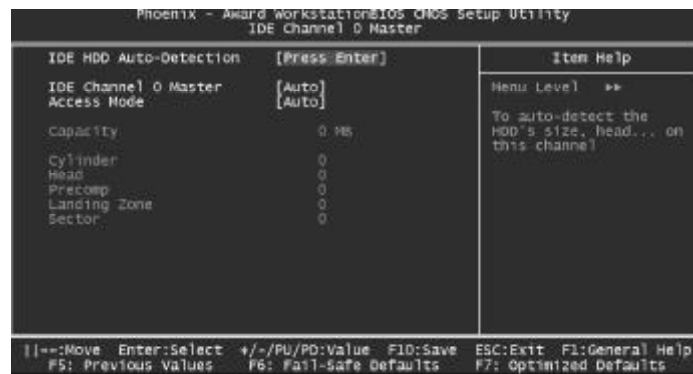 Phoenix - Award WorkstationBIOS CMOS Setup Utility
IDE Channel 0 Master
IDE HDD Auto-Detection [Press Enter]
IDE Channel 0 Master [Auto]
Access Mode [Auto]
Capacity 0 MB
Cylinder 0
Head 0
Precomp 0
Landing Zone 0
Sector 0
Item Help
Menu Level ►►
To auto-detect the
HDD's size, head... on
this channel
||↔:Move Enter:Select +/-/PU/PD:Value F10:Save ESC:Exit F1:General Help
F5: Previous Values F6: Fail-Safe Defaults F7: Optimized Defaults